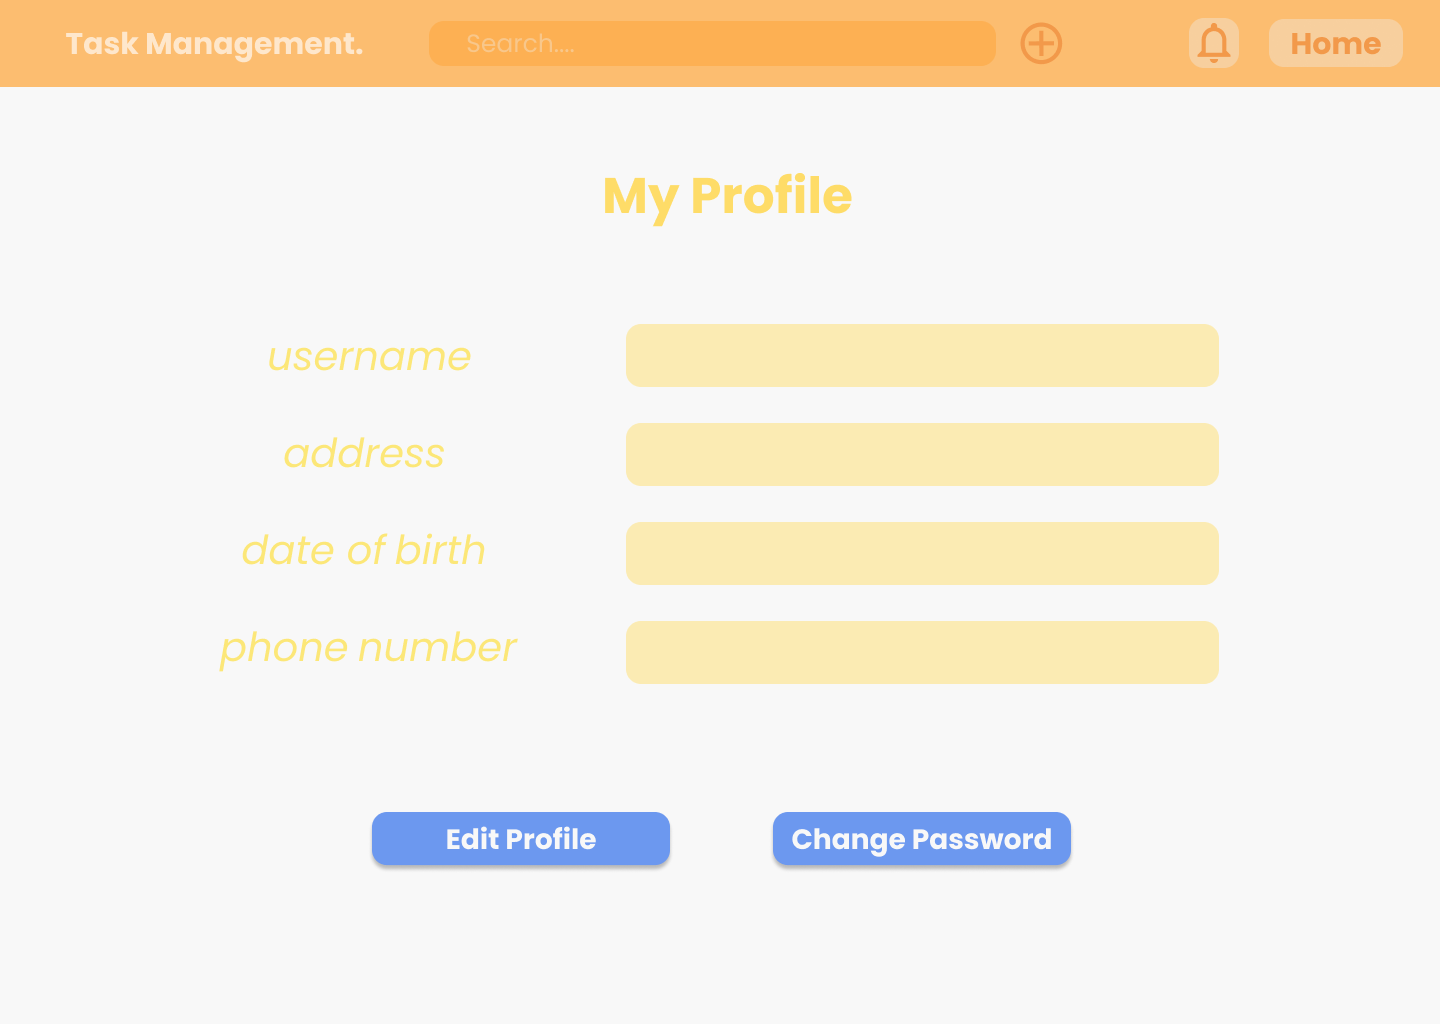 Task Management.
Search....
Home
My Profile
username
address
date of birth
phone number
Edit Profile
Change Password